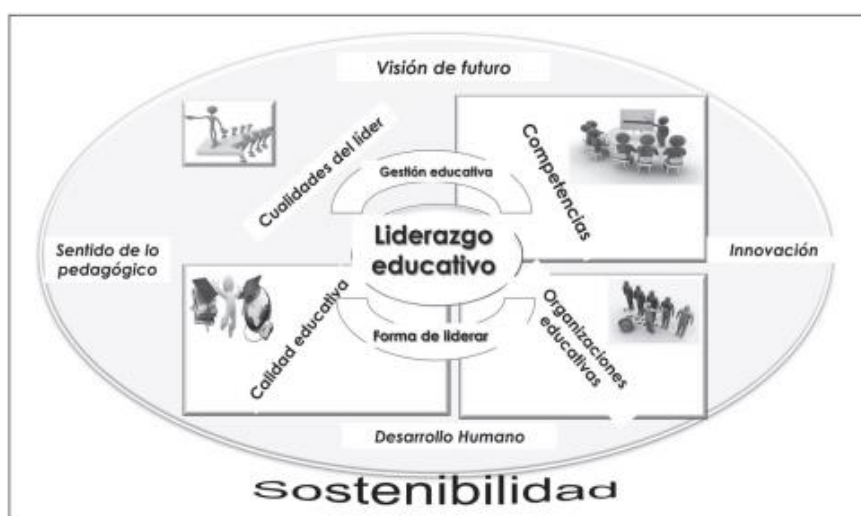 Visión de futuro
Cualidades del líder
Competencias
Gestión educativa
Liderazgo
educativo
Sentido de lo
pedagógico
Innovación
Calidad educativa
Forma de liderar
Organizaciones
educativas
Desarrollo Humano
Sostenibilidad